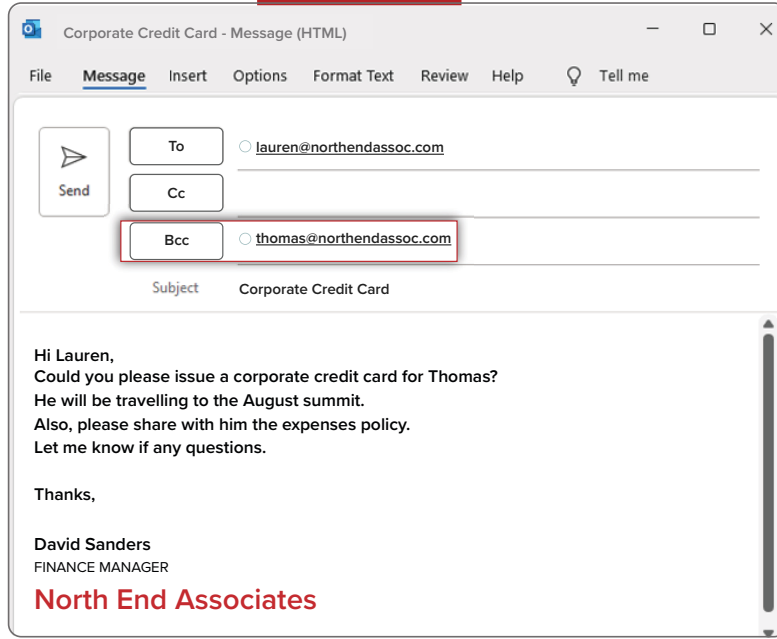 Corporate Credit Card - Message (HTML)
File Message Insert Options Format Text Review Help Tell me
To lauren@northendassoc.com
Send
Cc
Bcc thomas@northendassoc.com
Subject Corporate Credit Card
Hi Lauren,
Could you please issue a corporate credit card for Thomas?
He will be travelling to the August summit.
Also, please share with him the expenses policy.
Let me know if any questions.
Thanks,
David Sanders
FINANCE MANAGER
North End Associates